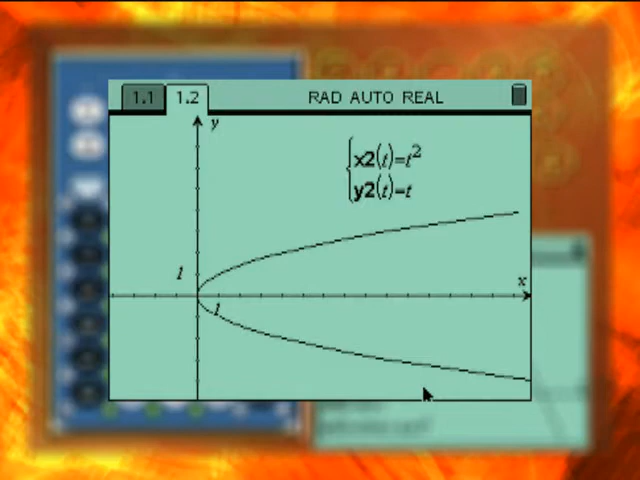 1.1 1.2 RAD AUTO REAL
y
x2(t)=t²
y2(t)=t
1
x
1